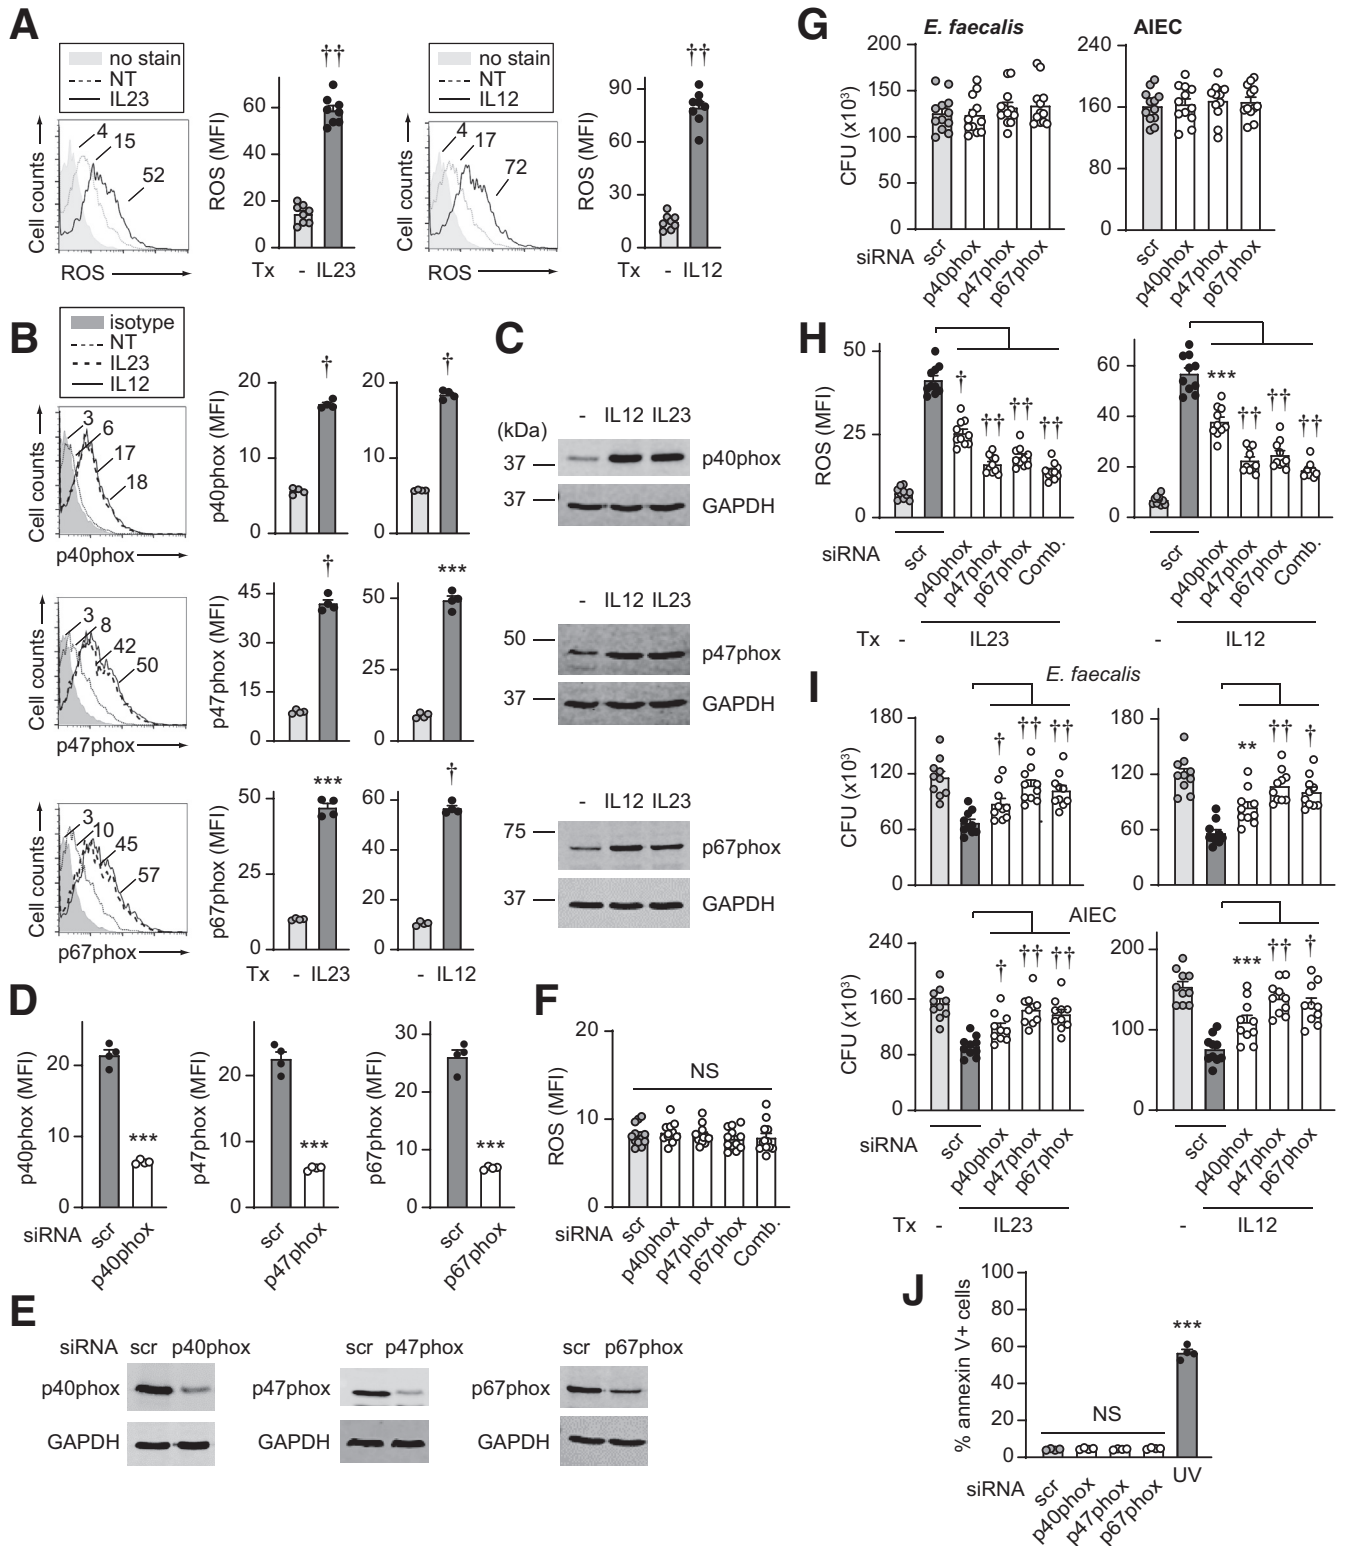 A
no stain
NT
IL23
4
15
52
Cell counts
ROS
ROS (MFI)
60
40
20
0
††
Tx - IL23
no stain
NT
IL12
4
17
72
Cell counts
ROS
ROS (MFI)
90
60
30
0
††
Tx - IL12
B
isotype
NT
IL23
IL12
3
6
17
18
Cell counts
p40phox
p40phox (MFI)
20
10
0
†
20
10
0
†
3
8
42
50
Cell counts
p47phox
p47phox (MFI)
45
30
15
0
†
50
25
0
***
3
10
45
57
Cell counts
p67phox
p67phox (MFI)
50
25
0
***
60
40
20
0
†
Tx - IL23 - IL12
C
- IL12 IL23
(kDa)
37
p40phox
37
GAPDH
- IL12 IL23
50
p47phox
37
GAPDH
- IL12 IL23
75
p67phox
37
GAPDH
D
p40phox (MFI)
20
10
0
***
siRNA scr p40phox
p47phox (MFI)
20
10
0
***
scr p47phox
p67phox (MFI)
30
20
10
0
***
scr p67phox
E
siRNA scr p40phox
p40phox
GAPDH
scr p47phox
p47phox
GAPDH
scr p67phox
p67phox
GAPDH
F
ROS (MFI)
20
10
0
NS
siRNA scr p40phox p47phox p67phox Comb.
G
E. faecalis
CFU (x10³)
200
150
100
50
0
siRNA scr p40phox p47phox p67phox
AIEC
240
160
80
0
scr p40phox p47phox p67phox
H
ROS (MFI)
50
25
0
† †† †† ††
siRNA scr p40phox p47phox p67phox Comb.
Tx - IL23
60
40
20
0
*** †† †† ††
scr p40phox p47phox p67phox Comb.
- IL12
I
E. faecalis
CFU (x10³)
180
120
60
0
† †† ††
180
120
60
0
** †† †
AIEC
CFU (x10³)
240
160
80
0
† †† ††
200
100
0
*** †† †
siRNA scr p40phox p47phox p67phox
scr p40phox p47phox p67phox
Tx - IL23 - IL12
J
% annexin V+ cells
100
80
60
40
20
0
NS
***
siRNA scr p40phox p47phox p67phox UV